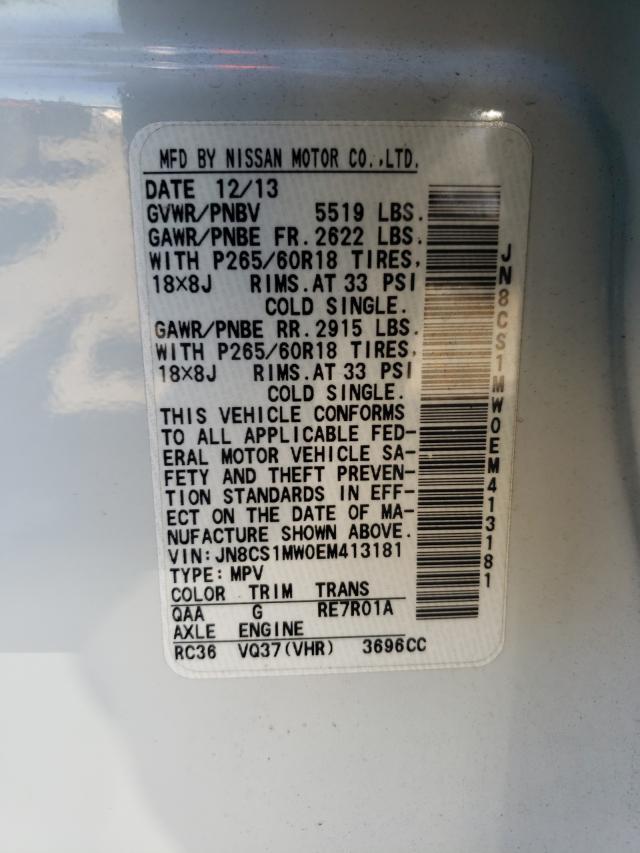 MFD BY NISSAN MOTOR CO.,LTD.
DATE 12/13
GVWR/PNBV 5519 LBS.
GAWR/PNBE FR. 2622 LBS.
WITH P265/60R18 TIRES,
18X8J RIMS. AT 33 PSI
COLD SINGLE.
GAWR/PNBE RR. 2915 LBS.
WITH P265/60R18 TIRES,
18X8J RIMS. AT 33 PSI
COLD SINGLE.
THIS VEHICLE CONFORMS
TO ALL APPLICABLE FED-
ERAL MOTOR VEHICLE SA-
FETY AND THEFT PREVEN-
TION STANDARDS IN EFF-
ECT ON THE DATE OF MA-
NUFACTURE SHOWN ABOVE.
VIN:JN8CS1MW0EM413181
TYPE: MPV
COLOR TRIM TRANS
QAA G RE7R01A
AXLE ENGINE
RC36 VQ37(VHR) 3696CC
JN8CS1MW0EM413181